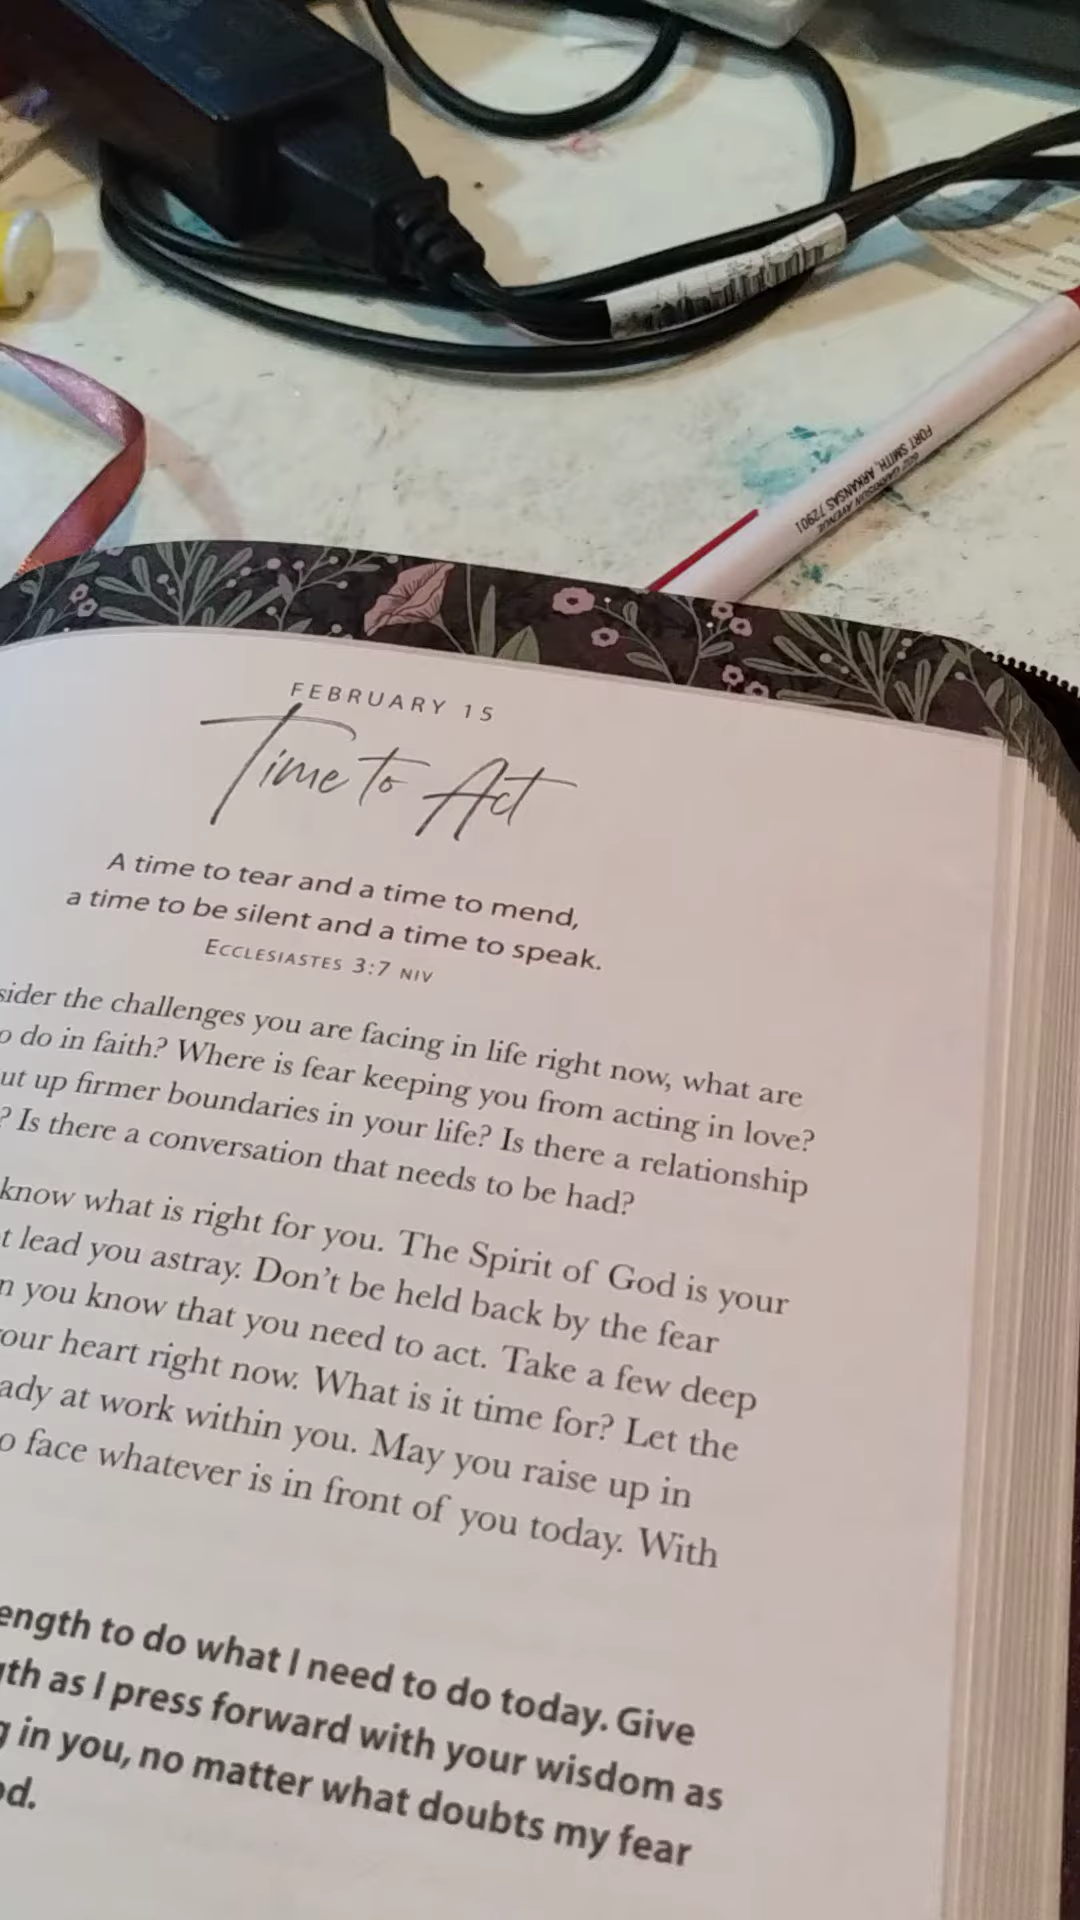 602 GARRISON AVENUE
FORT SMITH, ARKANSAS 72901
FEBRUARY 15
Time to Act
A time to tear and a time to mend,
a time to be silent and a time to speak.
ECCLESIASTES 3:7 NIV
sider the challenges you are facing in life right now, what are
o do in faith? Where is fear keeping you from acting in love?
ut up firmer boundaries in your life? Is there a relationship
? Is there a conversation that needs to be had?
know what is right for you. The Spirit of God is your
t lead you astray. Don't be held back by the fear
n you know that you need to act. Take a few deep
our heart right now. What is it time for? Let the
ady at work within you. May you raise up in
o face whatever is in front of you today. With
ength to do what I need to do today. Give
gth as I press forward with your wisdom as
g in you, no matter what doubts my fear
od.